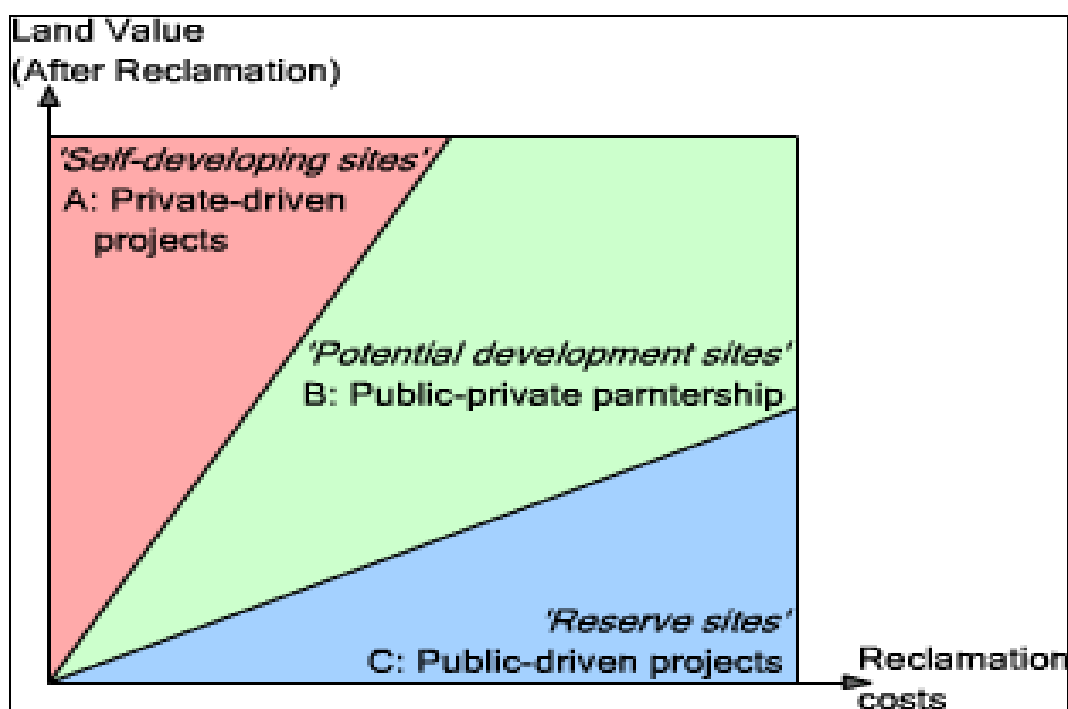 Land Value
(After Reclamation)
'Self-developing sites'
A: Private-driven
projects
'Potential development sites'
B: Public-private parntership
'Reserve sites'
C: Public-driven projects
Reclamation
costs